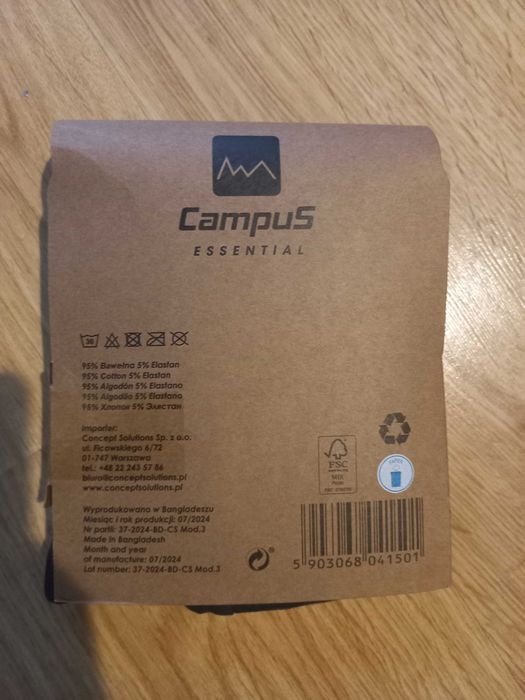 CampuS
ESSENTIAL
30
95% Bawełna 5% Elastan
95% Cotton 5% Elastan
95% Algodón 5% Elastano
95% Algodão 5% Elastano
95% Хлопок 5% Эластан
Importer:
Concept Solutions Sp. z o.o.
ul. Ficowskiego 6/72
01-747 Warszawa
tel.: +48 22 243 57 86
biuro@conceptsolutions.pl
www.conceptsolutions.pl
FSC
MIX
Paper
PAPIER
Wyprodukowano w Bangladeszu
Miesiąc i rok produkcji: 07/2024
Nr partii: 37-2024-BD-CS Mod.3
Made in Bangladesh
Month and year
of manufacture: 07/2024
Lot number: 37-2024-BD-CS Mod.3
5 903068 041501